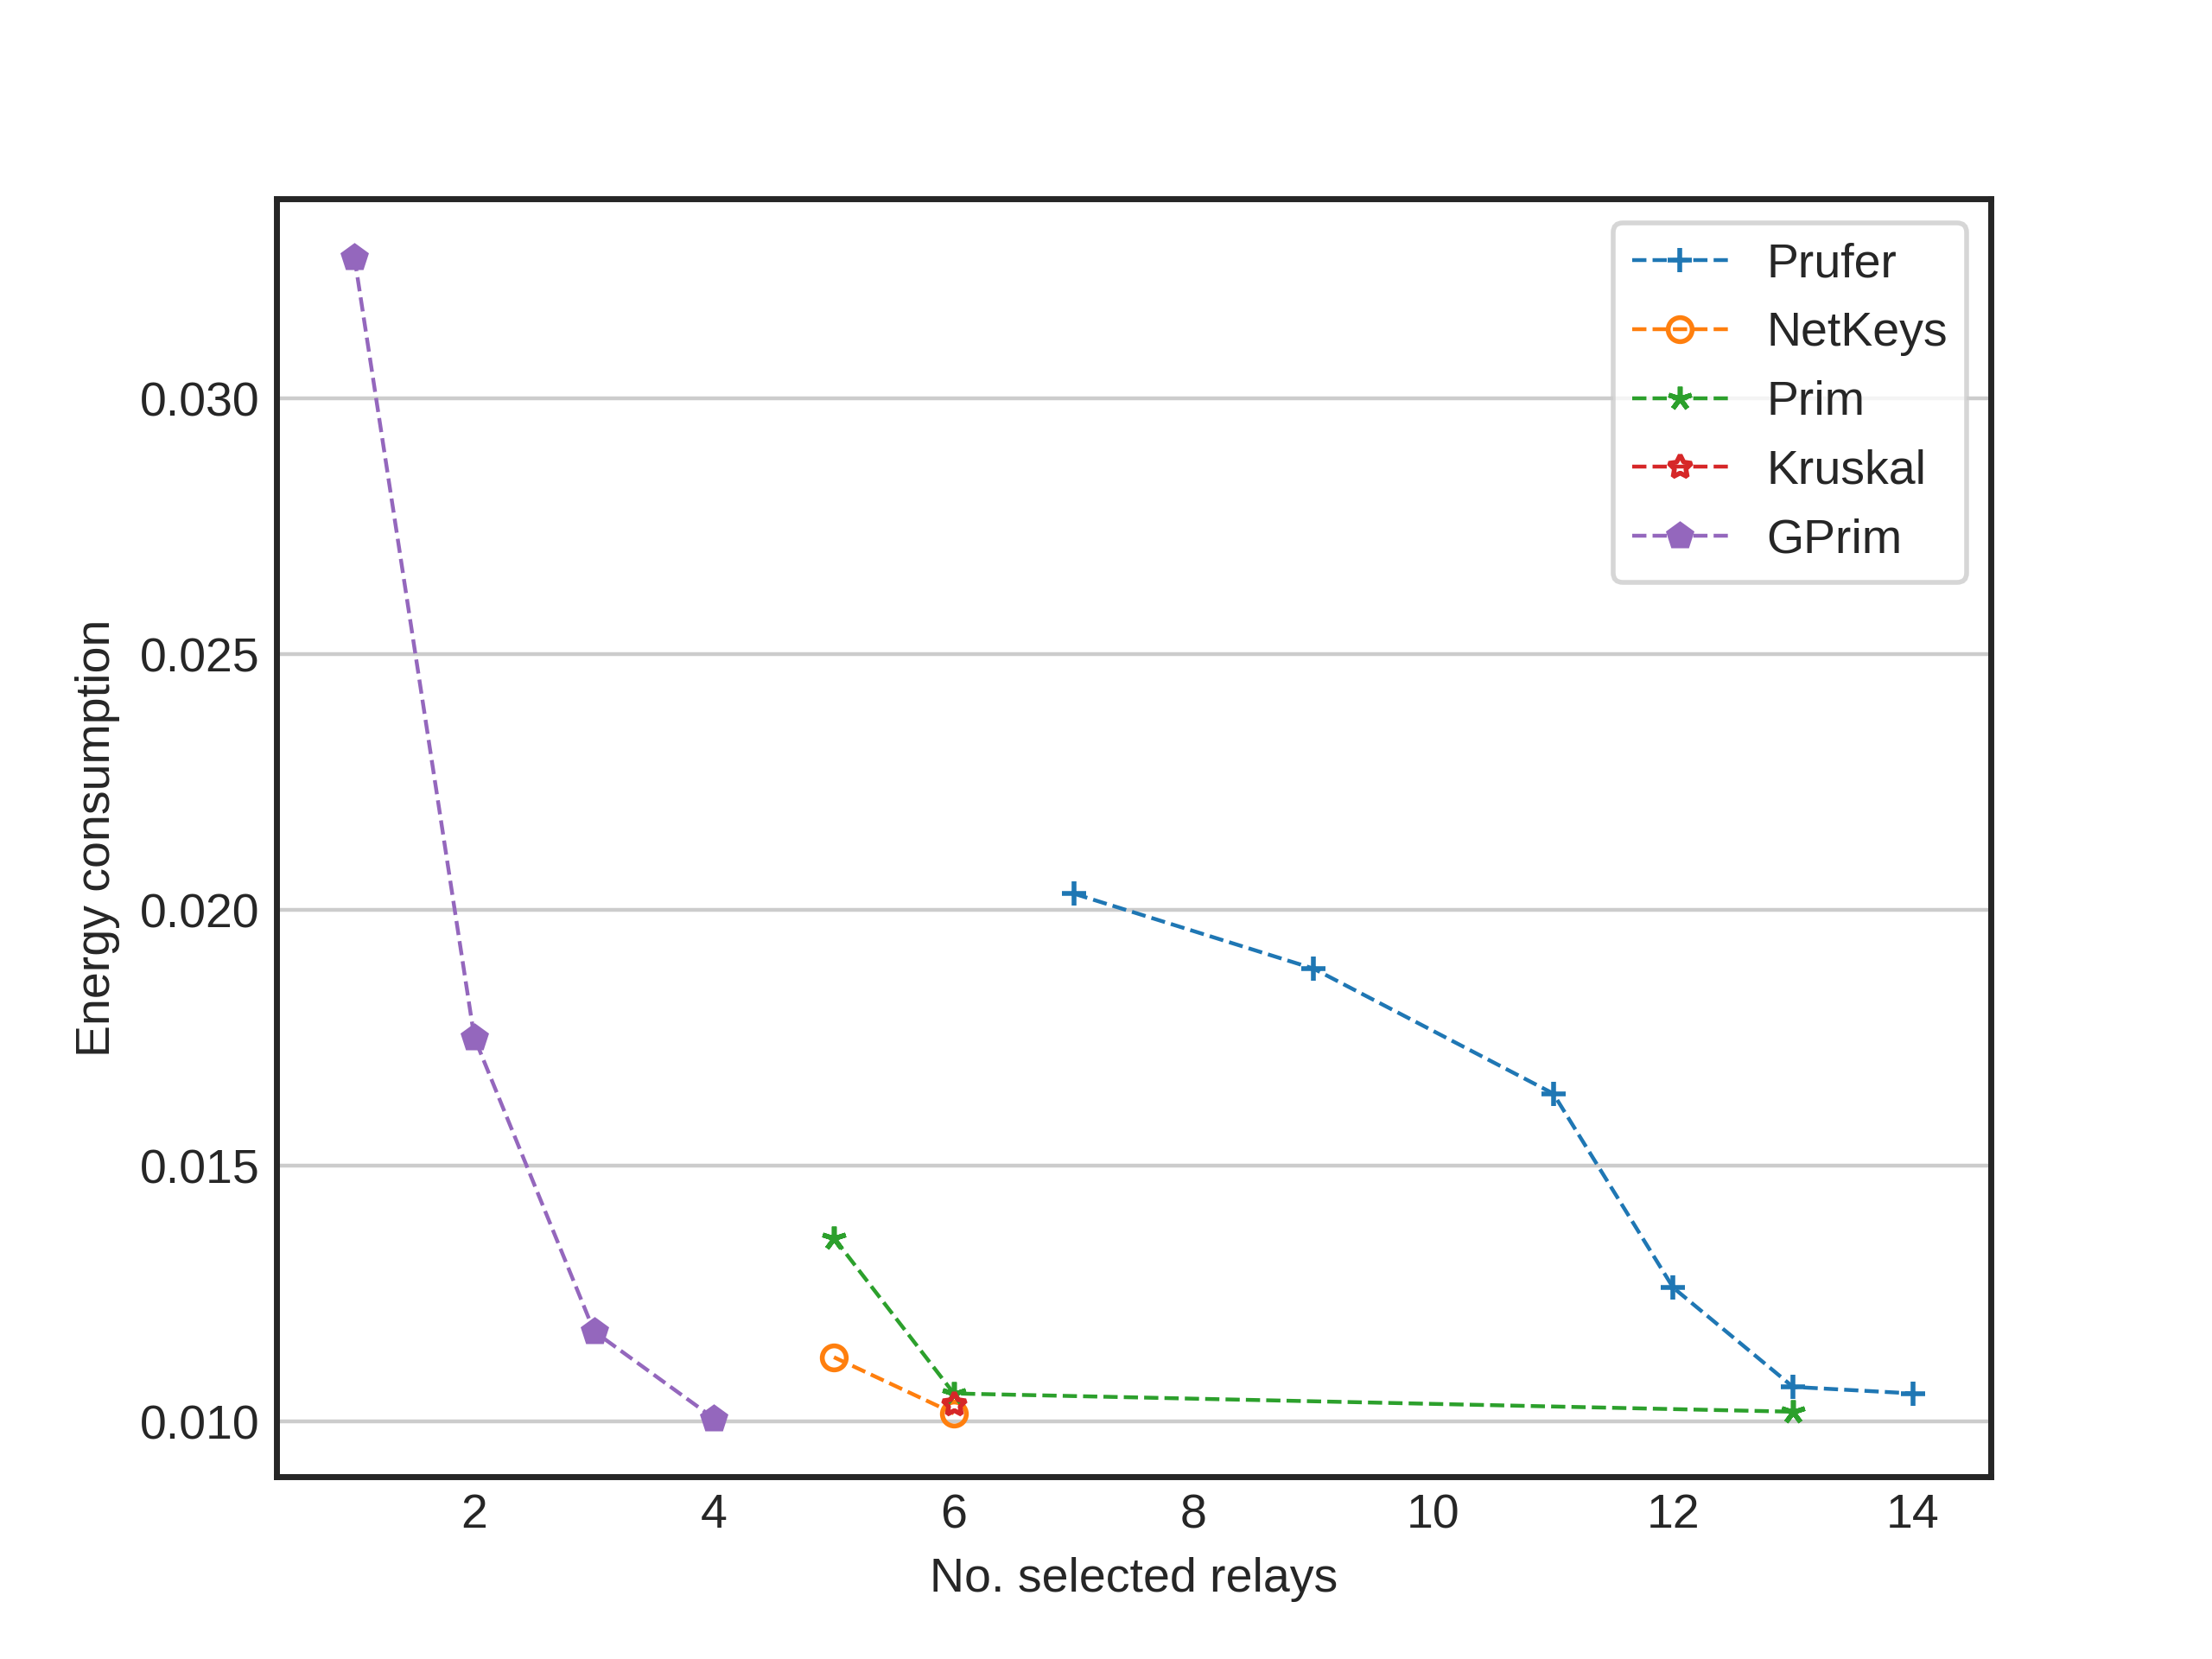 Prufer
NetKeys
Prim
Kruskal
GPrim
0.030
0.025
0.020
0.015
0.010
Energy consumption
2 4 6 8 10 12 14
No. selected relays